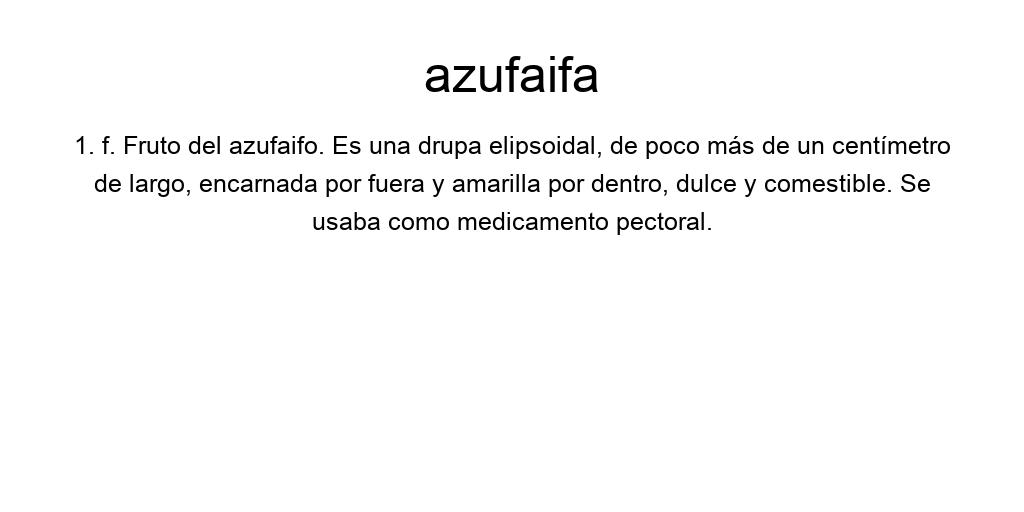 azufaifa
1. f. Fruto del azufaifo. Es una drupa elipsoidal, de poco más de un centímetro
de largo, encarnada por fuera y amarilla por dentro, dulce y comestible. Se
usaba como medicamento pectoral.